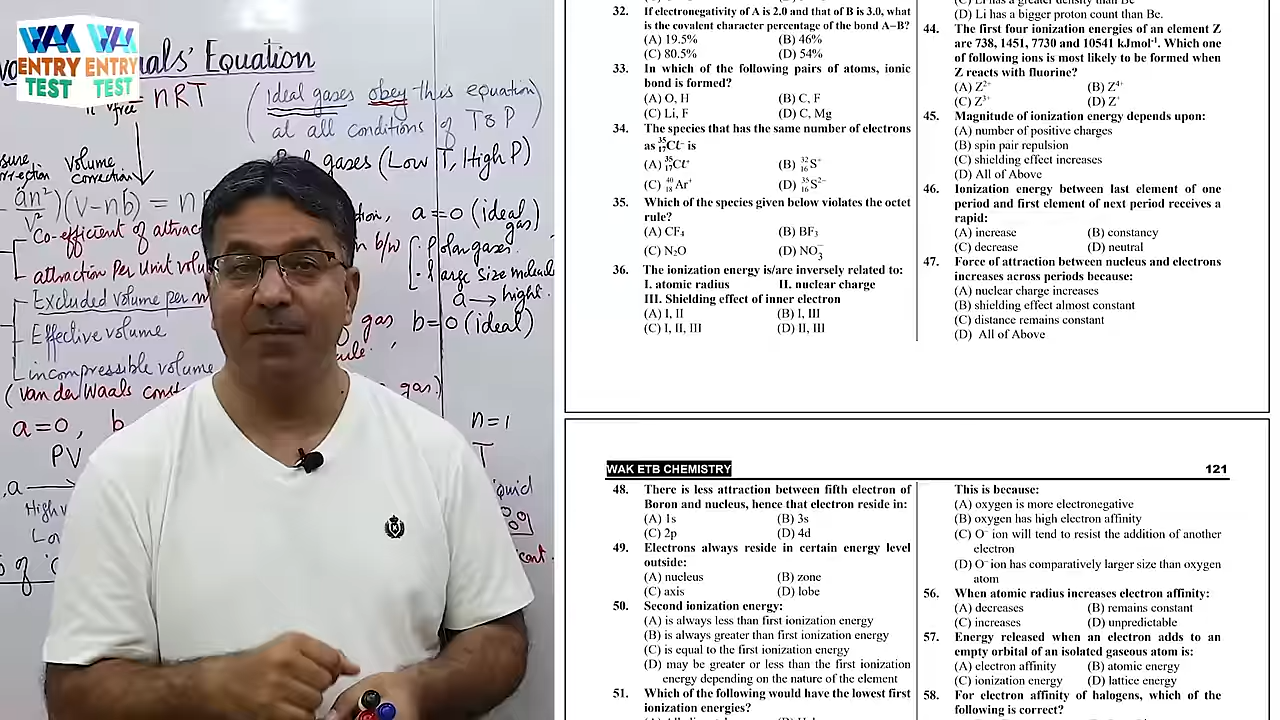 WAK
ENTRY
TEST
WAK
ENTRY
TEST
als' Equation
free = nRT
(Ideal gases obey this equation)
at all conditions of T & P
gases (Low T, High P)
Volume
correction
an²
V²
)(V-nb) = n
Co-efficient of attrac
attraction Per Unit volu
Excluded volume per m
Effective volume
incompressible volume
(van der Waals cons
gas)
a = 0 (ideal
gas)
Polar gases.
Large size molecule
a → hight.
b = 0 (ideal)
gas
a=0, b
PV
n=1
T
a
High
32. If electronegativity of A is 2.0 and that of B is 3.0, what
is the covalent character percentage of the bond A–B?
(A) 19.5% (B) 46%
(C) 80.5% (D) 54%
33. In which of the following pairs of atoms, ionic
bond is formed?
(A) O, H (B) C, F
(C) Li, F (D) C, Mg
34. The species that has the same number of electrons
as ³⁵₁₇Cl⁻ is
(A) ³⁵₁₇Cl⁺ (B) ³²₁₆S⁺
(C) ⁴⁰₁₈Ar⁺ (D) ³⁵₁₆S²⁻
35. Which of the species given below violates the octet
rule?
(A) CF₄ (B) BF₃
(C) N₂O (D) NO₃⁻
36. The ionization energy is/are inversely related to:
I. atomic radius II. nuclear charge
III. Shielding effect of inner electron
(A) I, II (B) I, III
(C) I, II, III (D) II, III
(C) Li has a greater density than Be
(D) Li has a bigger proton count than Be.
44. The first four ionization energies of an element Z
are 738, 1451, 7730 and 10541 kJmol⁻¹. Which one
of following ions is most likely to be formed when
Z reacts with fluorine?
(A) Z²⁺ (B) Z⁴⁺
(C) Z³⁺ (D) Z⁺
45. Magnitude of ionization energy depends upon:
(A) number of positive charges
(B) spin pair repulsion
(C) shielding effect increases
(D) All of Above
46. Ionization energy between last element of one
period and first element of next period receives a
rapid:
(A) increase (B) constancy
(C) decrease (D) neutral
47. Force of attraction between nucleus and electrons
increases across periods because:
(A) nuclear charge increases
(B) shielding effect almost constant
(C) distance remains constant
(D) All of Above
WAK ETB CHEMISTRY 121
48. There is less attraction between fifth electron of
Boron and nucleus, hence that electron reside in:
(A) 1s (B) 3s
(C) 2p (D) 4d
49. Electrons always reside in certain energy level
outside:
(A) nucleus (B) zone
(C) axis (D) lobe
50. Second ionization energy:
(A) is always less than first ionization energy
(B) is always greater than first ionization energy
(C) is equal to the first ionization energy
(D) may be greater or less than the first ionization
energy depending on the nature of the element
51. Which of the following would have the lowest first
ionization energies?
This is because:
(A) oxygen is more electronegative
(B) oxygen has high electron affinity
(C) O⁻ ion will tend to resist the addition of another
electron
(D) O⁻ ion has comparatively larger size than oxygen
atom
56. When atomic radius increases electron affinity:
(A) decreases (B) remains constant
(C) increases (D) unpredictable
57. Energy released when an electron adds to an
empty orbital of an isolated gaseous atom is:
(A) electron affinity (B) atomic energy
(C) ionization energy (D) lattice energy
58. For electron affinity of halogens, which of the
following is correct?